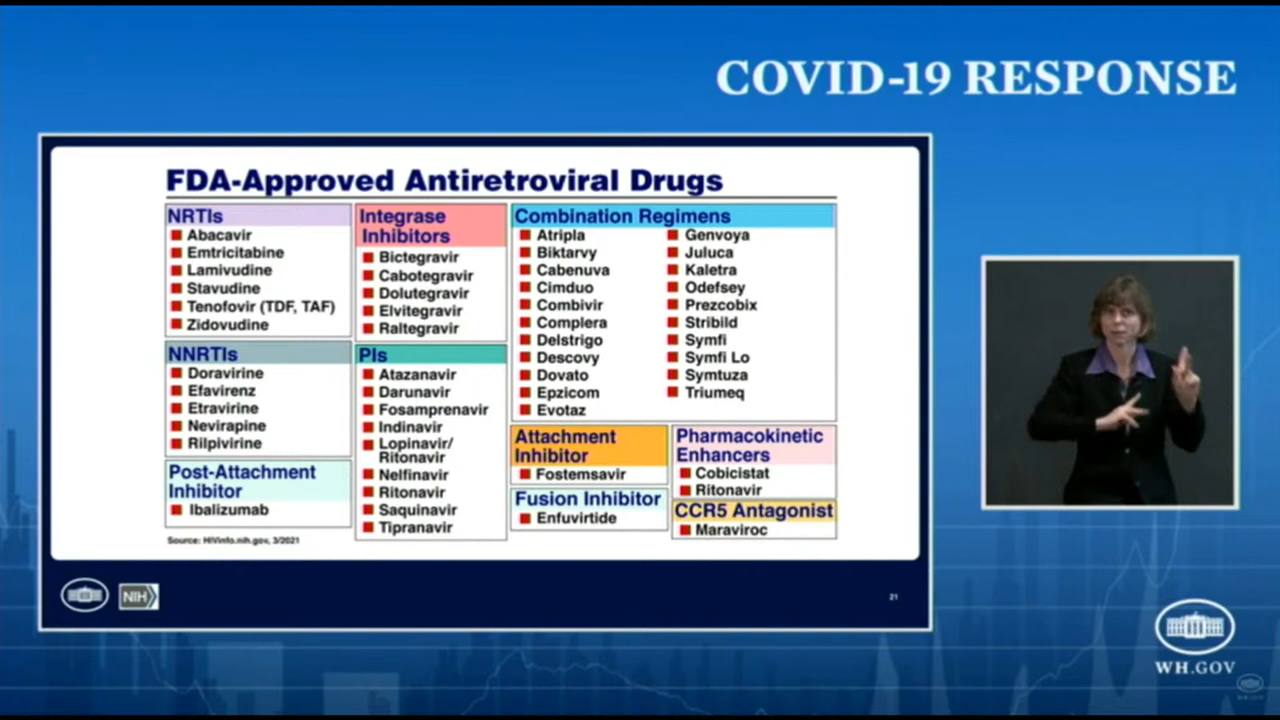 COVID-19 RESPONSE
FDA-Approved Antiretroviral Drugs
NRTIs
Abacavir
Emtricitabine
Lamivudine
Stavudine
Tenofovir (TDF, TAF)
Zidovudine
NNRTIs
Doravirine
Efavirenz
Etravirine
Nevirapine
Rilpivirine
Post-Attachment
Inhibitor
Ibalizumab
Integrase
Inhibitors
Bictegravir
Cabotegravir
Dolutegravir
Elvitegravir
Raltegravir
PIs
Atazanavir
Darunavir
Fosamprenavir
Indinavir
Lopinavir/
Ritonavir
Nelfinavir
Ritonavir
Saquinavir
Tipranavir
Combination Regimens
Atripla
Biktarvy
Cabenuva
Cimduo
Combivir
Complera
Delstrigo
Descovy
Dovato
Epzicom
Evotaz
Genvoya
Juluca
Kaletra
Odefsey
Prezcobix
Stribild
Symfi
Symfi Lo
Symtuza
Triumeq
Attachment
Inhibitor
Fostemsavir
Fusion Inhibitor
Enfuvirtide
Pharmacokinetic
Enhancers
Cobicistat
Ritonavir
CCR5 Antagonist
Maraviroc
Source: HIVinfo.nih.gov, 3/2021
NIH
21
WH.GOV
WH.GOV